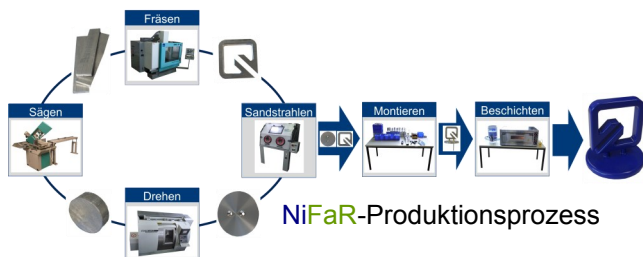 Fräsen
Sägen
Sandstrahlen
Montieren
Beschichten
Drehen
NiFaR-Produktionsprozess